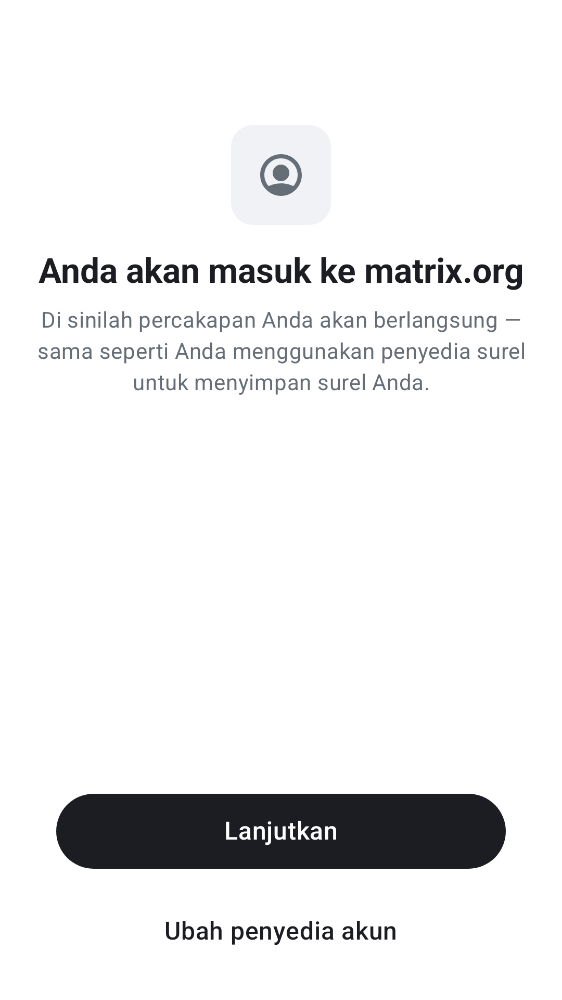 Anda akan masuk ke matrix.org
Di sinilah percakapan Anda akan berlangsung —
sama seperti Anda menggunakan penyedia surel
untuk menyimpan surel Anda.
Lanjutkan
Ubah penyedia akun